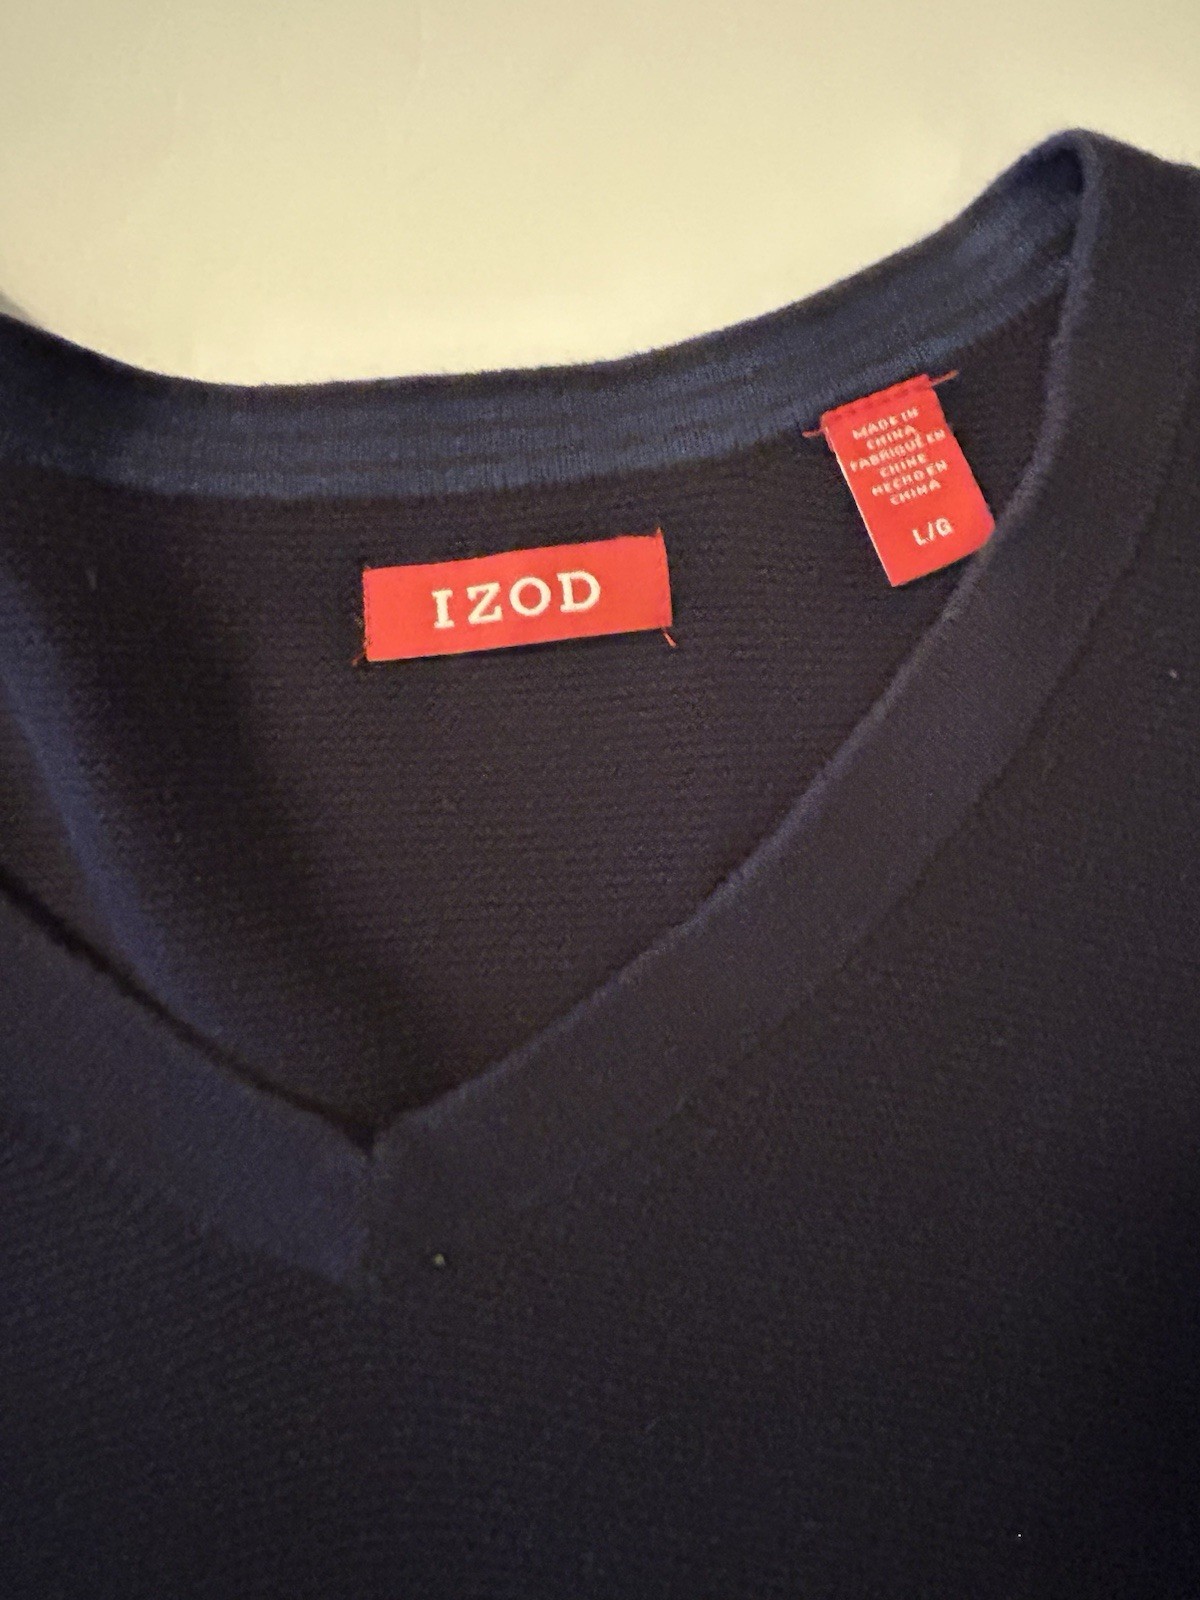 IZOD
MADE IN
CHINA
FABRIQUÉ EN
CHINE
HECHO EN
CHINA
L/G